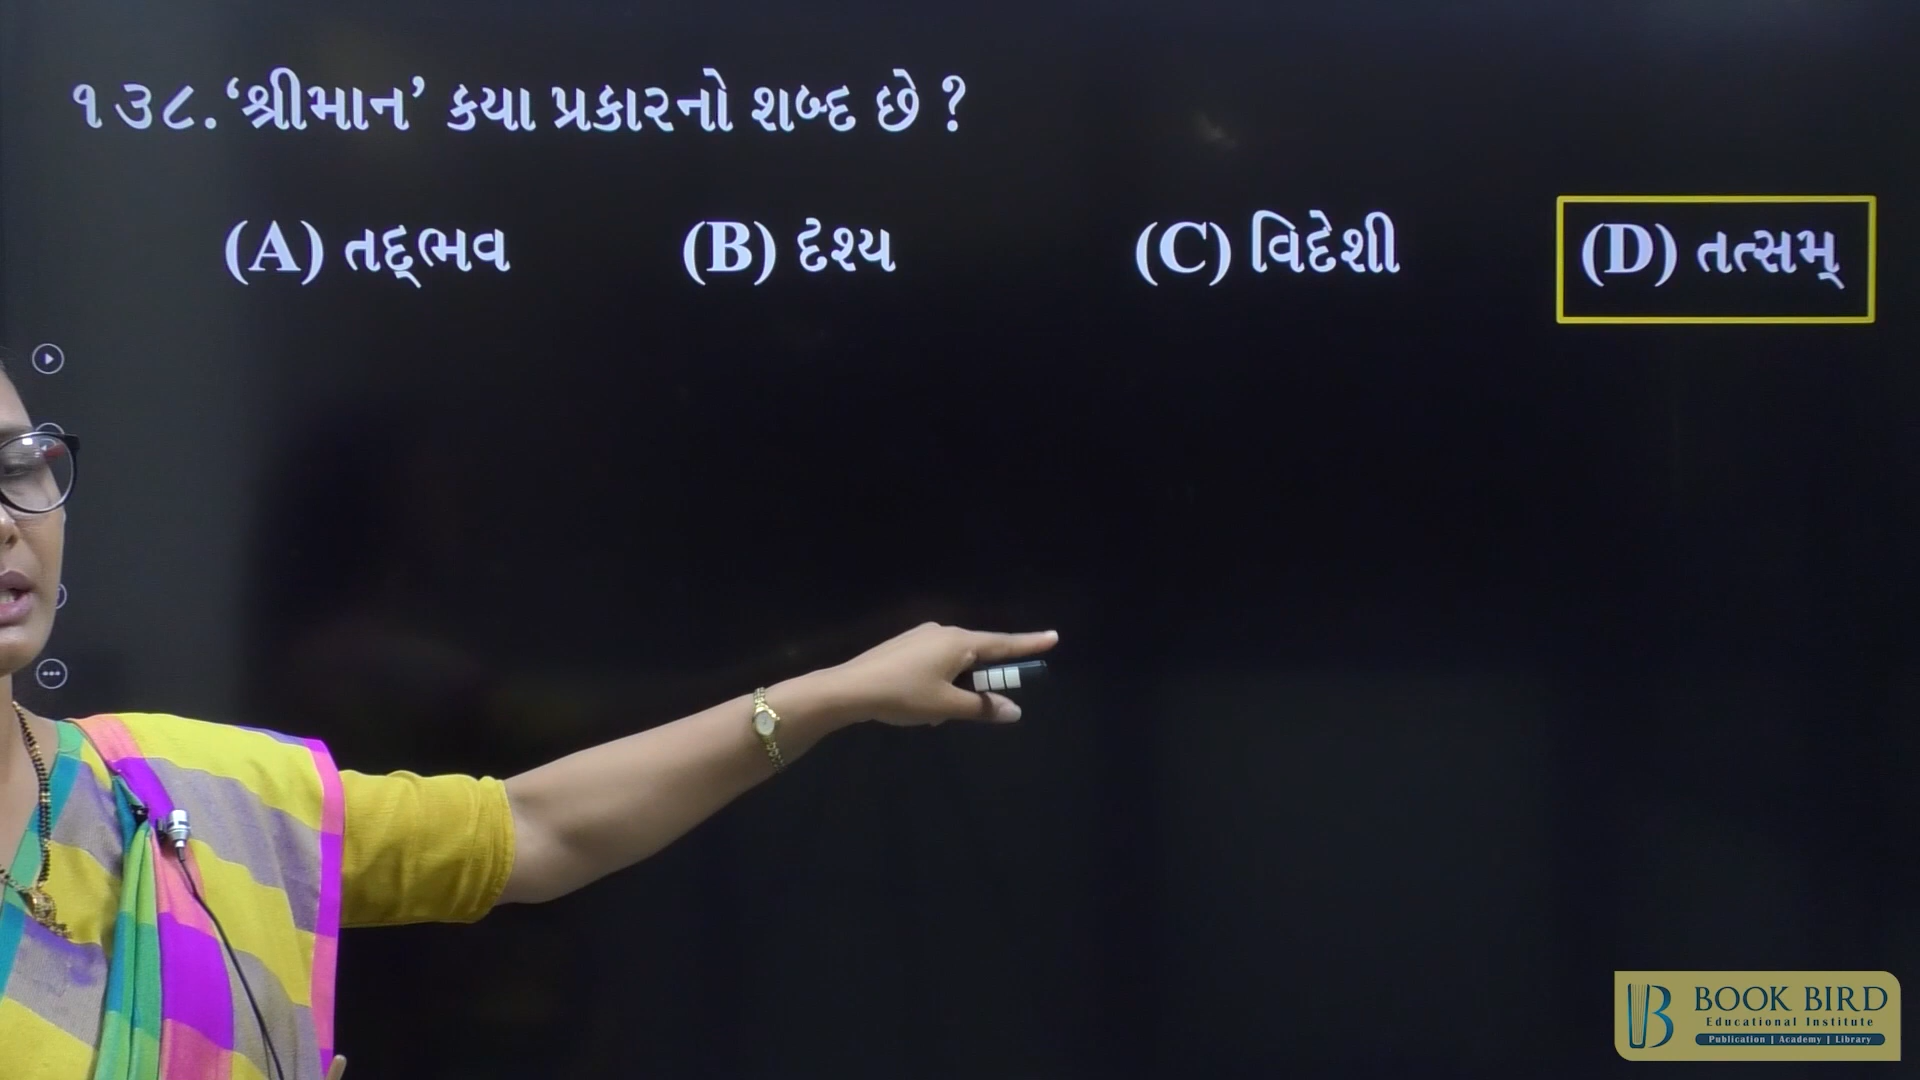 ૧૩૮. ‘શ્રીમાન’ કયા પ્રકારનો શબ્દ છે ?
(A) તદ્‌ભવ (B) દેશ્ય (C) વિદેશી (D) તત્સમ્
BOOK BIRD
Educational Institute
Publication | Academy | Library